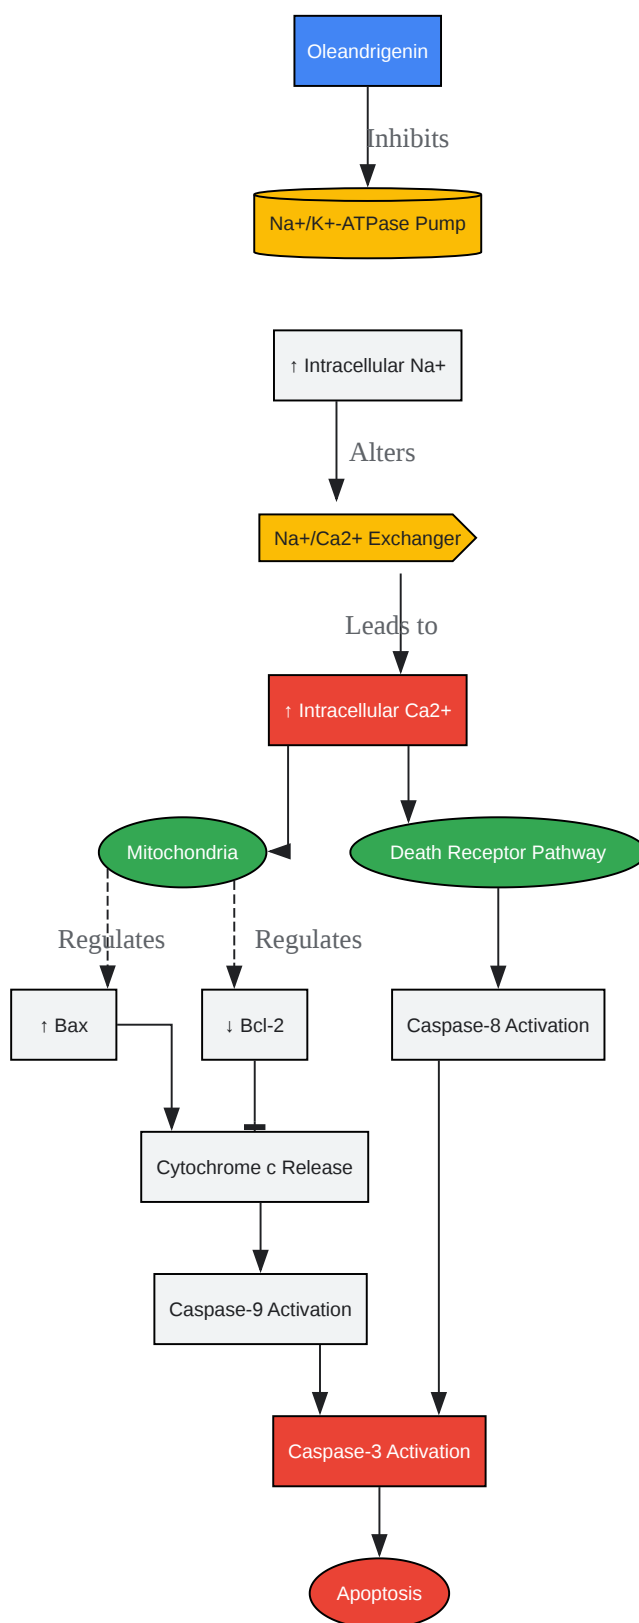 Oleandrigenin
Inhibits
Na+/K+-ATPase Pump
↑ Intracellular Na+
Alters
Na+/Ca2+ Exchanger
Leads to
↑ Intracellular Ca2+
Mitochondria
Death Receptor Pathway
Regulates
Regulates
↑ Bax
↓ Bcl-2
Caspase-8 Activation
Cytochrome c Release
Caspase-9 Activation
Caspase-3 Activation
Apoptosis